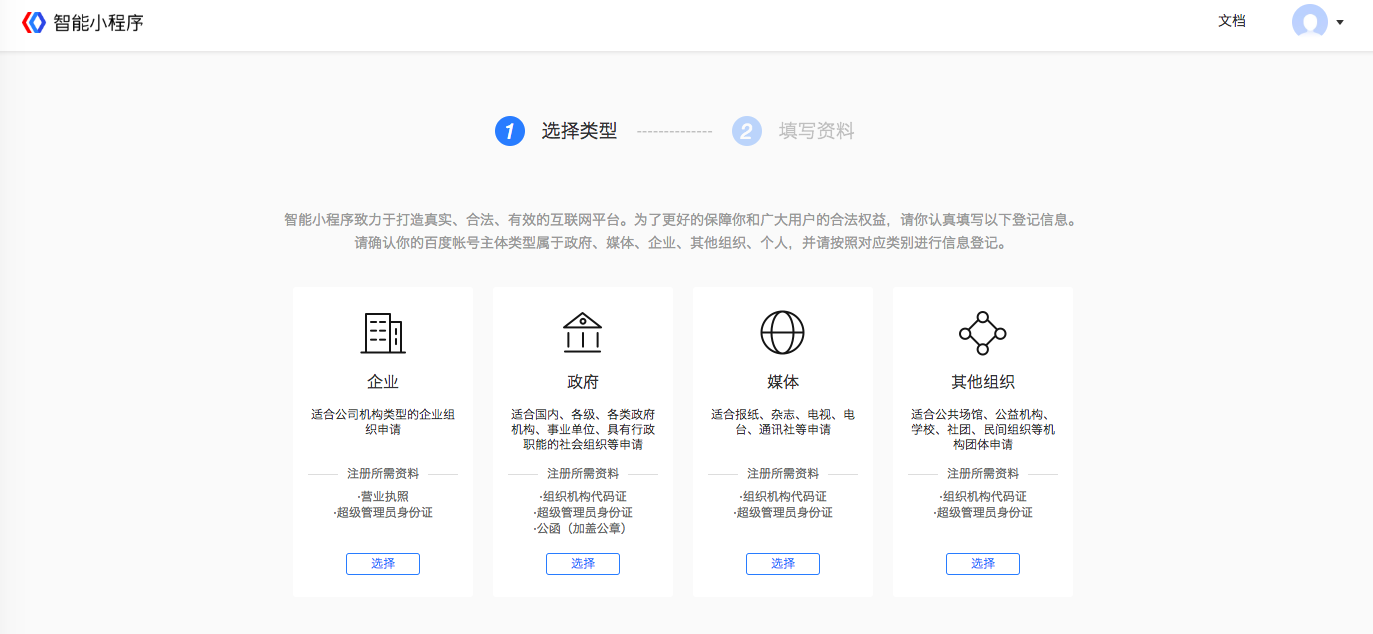 智能小程序
文档
1 选择类型 -------------- 2 填写资料
智能小程序致力于打造真实、合法、有效的互联网平台。为了更好的保障你和广大用户的合法权益，请你认真填写以下登记信息。
请确认你的百度帐号主体类型属于政府、媒体、企业、其他组织、个人，并请按照对应类别进行信息登记。
企业
适合公司机构类型的企业组
织申请
注册所需资料
·营业执照
·超级管理员身份证
选择
政府
适合国内、各级、各类政府
机构、事业单位、具有行政
职能的社会组织等申请
注册所需资料
·组织机构代码证
·超级管理员身份证
·公函（加盖公章）
选择
媒体
适合报纸、杂志、电视、电
台、通讯社等申请
注册所需资料
·组织机构代码证
·超级管理员身份证
选择
其他组织
适合公共场馆、公益机构、
学校、社团、民间组织等机
构团体申请
注册所需资料
·组织机构代码证
·超级管理员身份证
选择